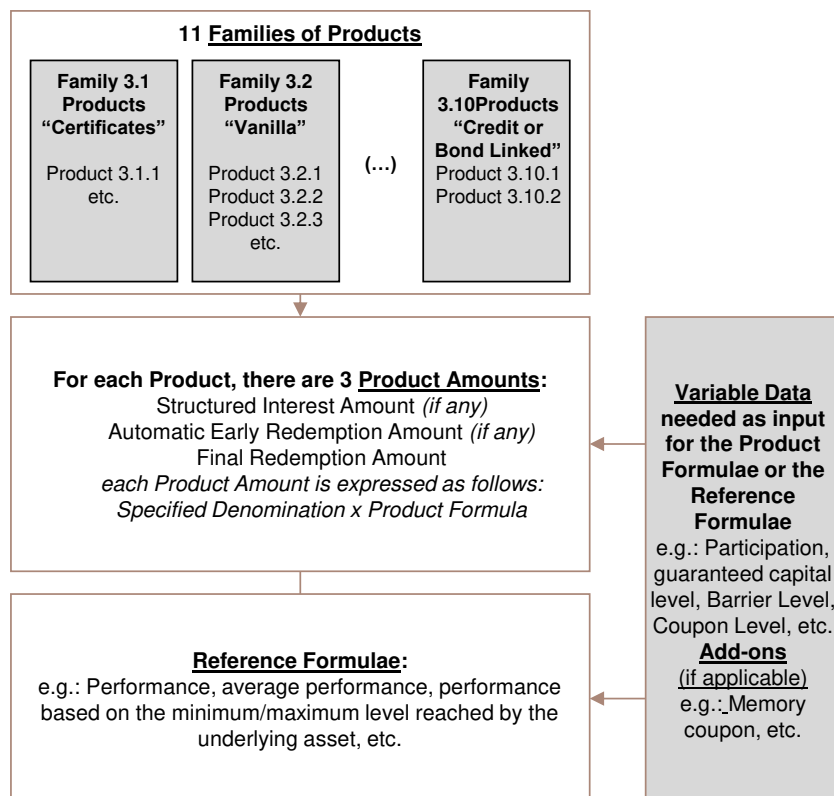 11 Families of Products
Family 3.1
Products
“Certificates”
Product 3.1.1
etc.
Family 3.2
Products
“Vanilla”
Product 3.2.1
Product 3.2.2
Product 3.2.3
etc.
(...)
Family
3.10Products
“Credit or
Bond Linked”
Product 3.10.1
Product 3.10.2
For each Product, there are 3 Product Amounts:
Structured Interest Amount (if any)
Automatic Early Redemption Amount (if any)
Final Redemption Amount
each Product Amount is expressed as follows:
Specified Denomination x Product Formula
Variable Data
needed as input
for the Product
Formulae or the
Reference
Formulae
e.g.: Participation,
guaranteed capital
level, Barrier Level,
Coupon Level, etc.
Add-ons
(if applicable)
e.g.: Memory
coupon, etc.
Reference Formulae:
e.g.: Performance, average performance, performance
based on the minimum/maximum level reached by the
underlying asset, etc.